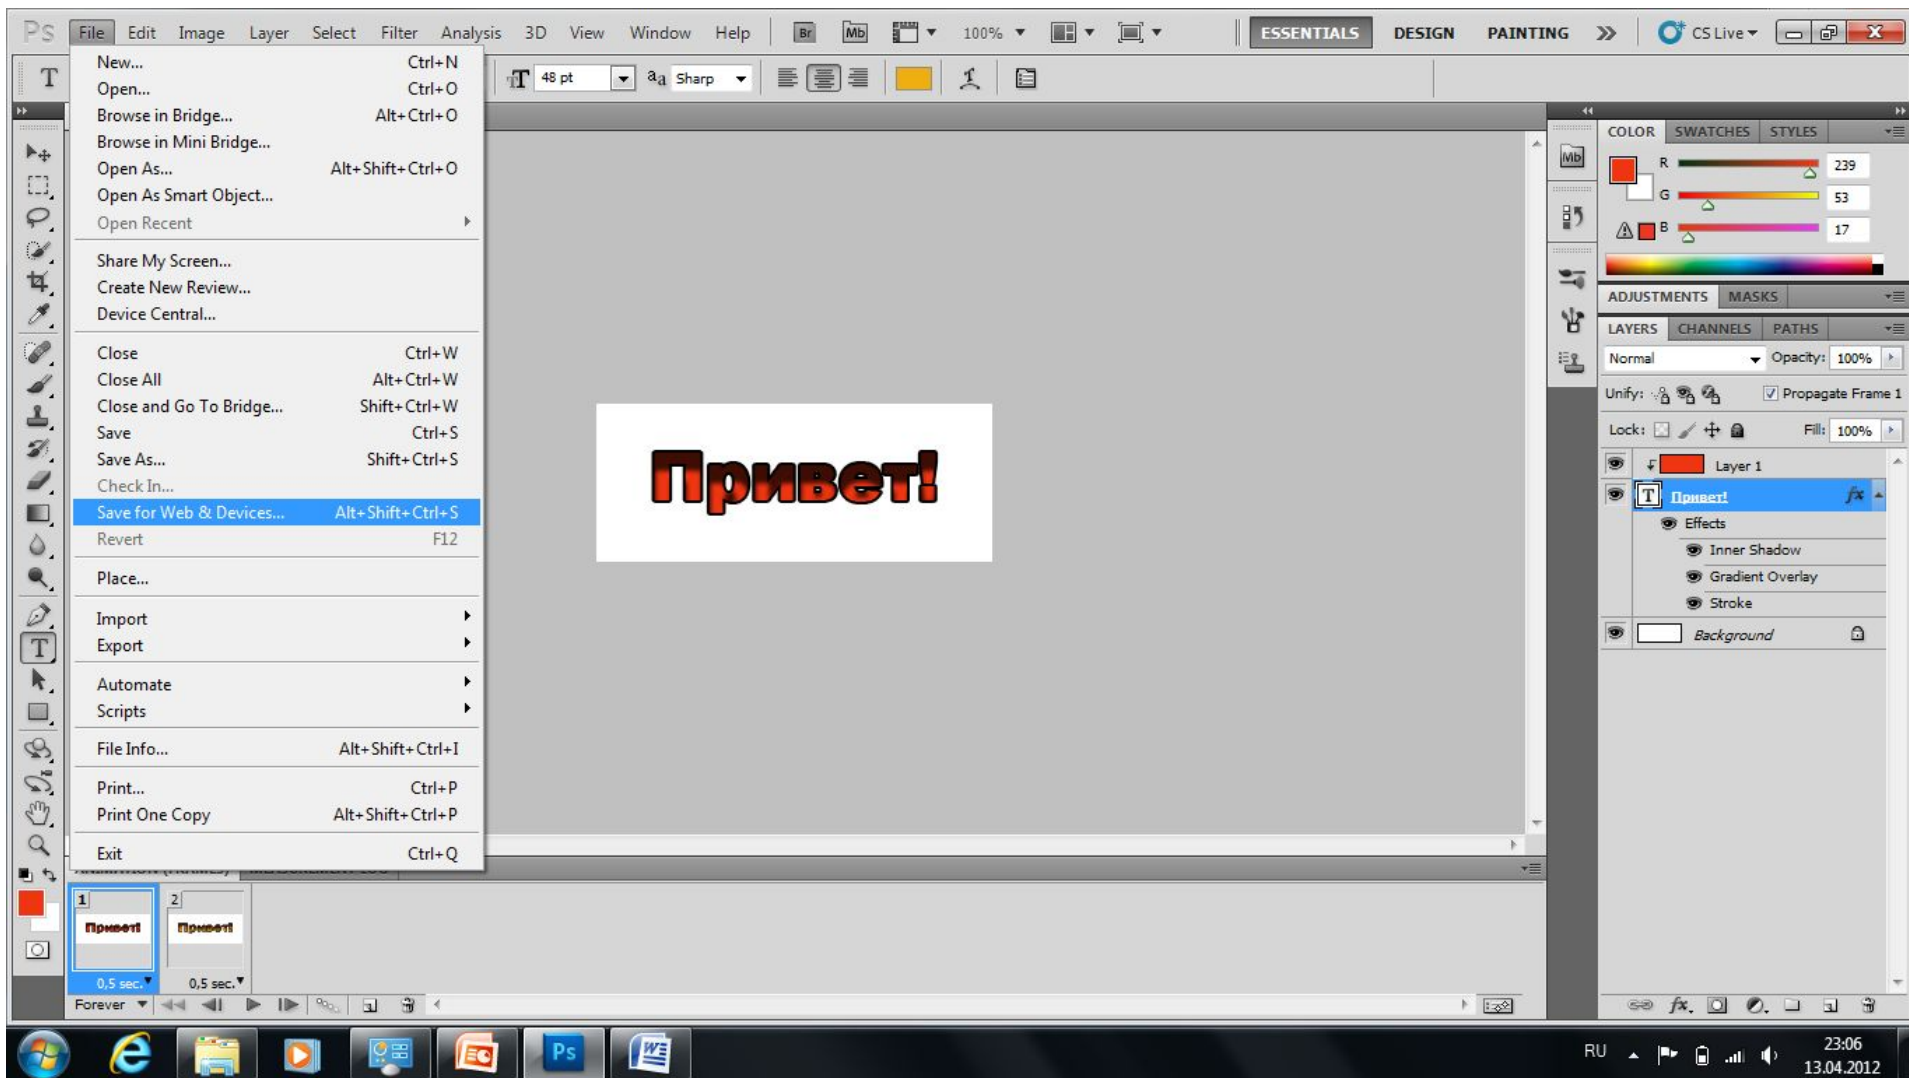 Ps File Edit Image Layer Select Filter Analysis 3D View Window Help Br Mb 100% ESSENTIALS DESIGN PAINTING CS Live
T 48 pt aa Sharp
New... Ctrl+N
Open... Ctrl+O
Browse in Bridge... Alt+Ctrl+O
Browse in Mini Bridge...
Open As... Alt+Shift+Ctrl+O
Open As Smart Object...
Open Recent
Share My Screen...
Create New Review...
Device Central...
Close Ctrl+W
Close All Alt+Ctrl+W
Close and Go To Bridge... Shift+Ctrl+W
Save Ctrl+S
Save As... Shift+Ctrl+S
Check In...
Save for Web & Devices... Alt+Shift+Ctrl+S
Revert F12
Place...
Import
Export
Automate
Scripts
File Info... Alt+Shift+Ctrl+I
Print... Ctrl+P
Print One Copy Alt+Shift+Ctrl+P
Exit Ctrl+Q
Привет!
Mb
COLOR SWATCHES STYLES
R 239
G 53
B 17
ADJUSTMENTS MASKS
LAYERS CHANNELS PATHS
Normal Opacity: 100%
Unify: Propagate Frame 1
Lock: Fill: 100%
Layer 1
T Привет! fx
Effects
Inner Shadow
Gradient Overlay
Stroke
Background
1 2
Привет! Привет!
0,5 sec. 0,5 sec.
Forever
fx.
Ps W RU 23:06
13.04.2012